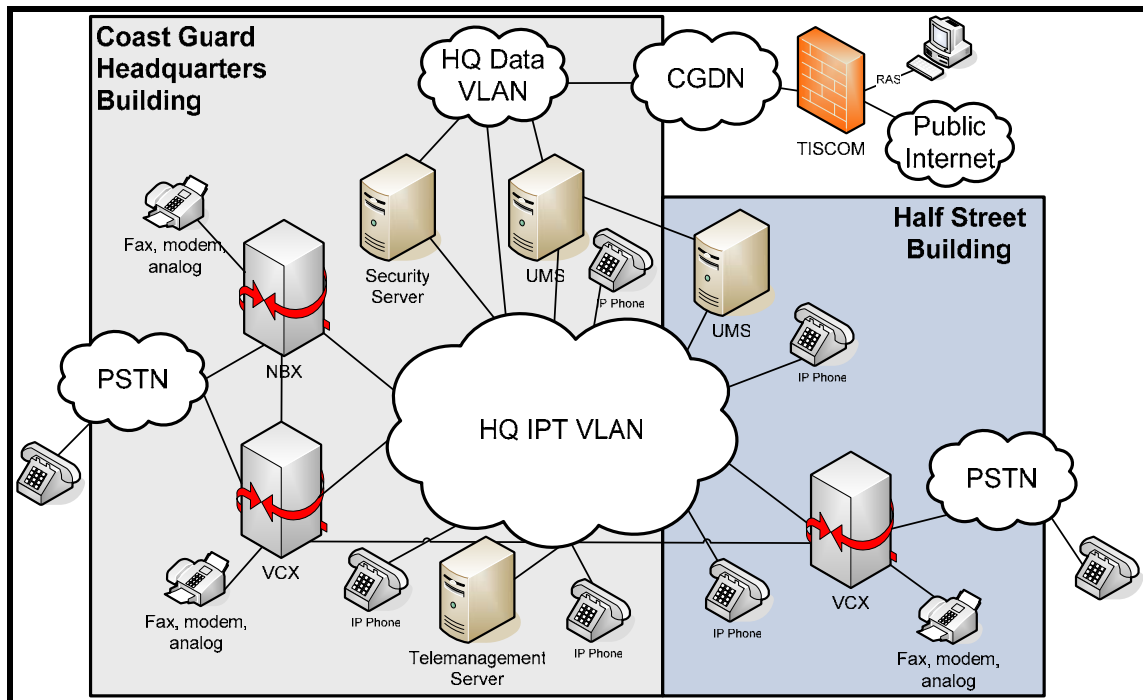 Coast Guard
Headquarters
Building
HQ Data
VLAN
CGDN
RAS
TISCOM
Public
Internet
Half Street
Building
Fax, modem,
analog
Security
Server
UMS
IP Phone
UMS
IP Phone
NBX
PSTN
HQ IPT VLAN
PSTN
VCX
Fax, modem,
analog
IP Phone
Telemanagement
Server
IP Phone
IP Phone
VCX
Fax, modem,
analog